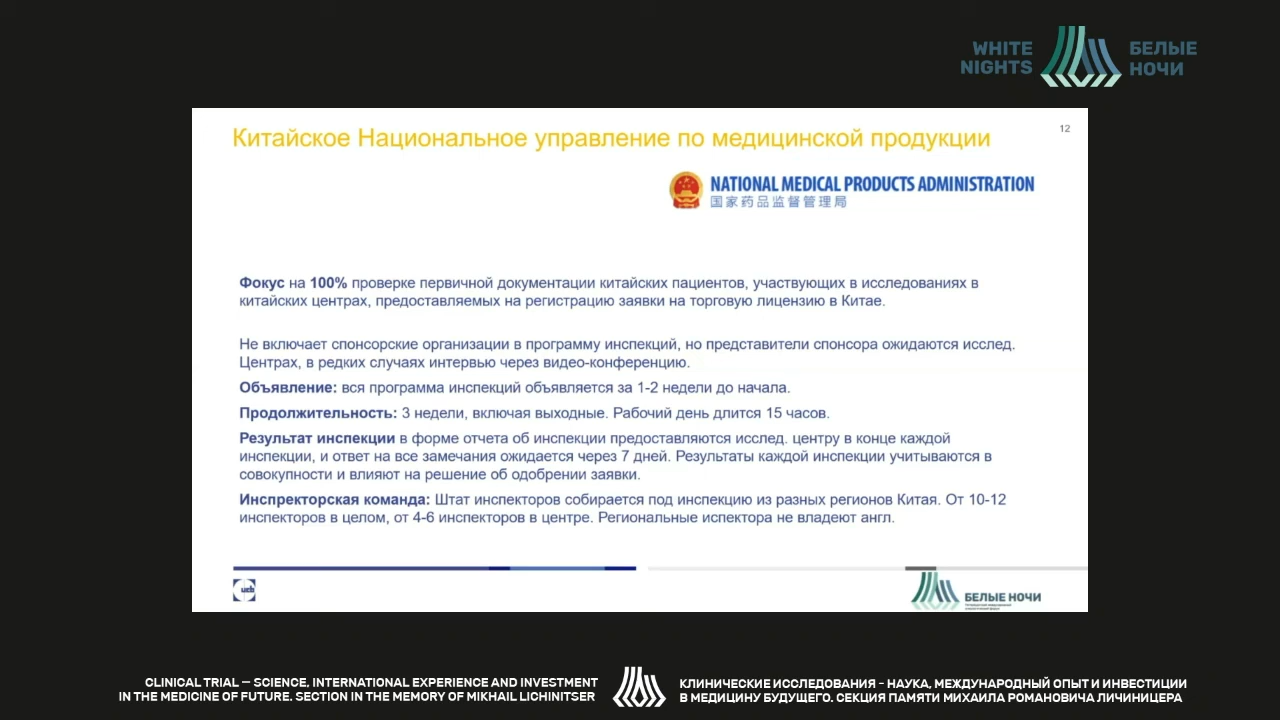 WHITE
NIGHTS
БЕЛЫЕ
НОЧИ
Китайское Национальное управление по медицинской продукции
12
NATIONAL MEDICAL PRODUCTS ADMINISTRATION
国家药品监督管理局
Фокус на 100% проверке первичной документации китайских пациентов, участвующих в исследованиях в
китайских центрах, предоставляемых на регистрацию заявки на торговую лицензию в Китае.
Не включает спонсорские организации в программу инспекций, но представители спонсора ожидаются исслед.
Центрах, в редких случаях интервью через видео-конференцию.
Объявление: вся программа инспекций объявляется за 1-2 недели до начала.
Продолжительность: 3 недели, включая выходные. Рабочий день длится 15 часов.
Результат инспекции в форме отчета об инспекции предоставляются исслед. центру в конце каждой
инспекции, и ответ на все замечания ожидается через 7 дней. Результаты каждой инспекции учитываются в
совокупности и влияют на решение об одобрении заявки.
Инспректорская команда: Штат инспекторов собирается под инспекцию из разных регионов Китая. От 10-12
инспекторов в целом, от 4-6 инспекторов в центре. Региональные испектора не владеют англ.
ucb
БЕЛЫЕ НОЧИ
CLINICAL TRIAL – SCIENCE, INTERNATIONAL EXPERIENCE AND INVESTMENT
IN THE MEDICINE OF FUTURE. SECTION IN THE MEMORY OF MIKHAIL LICHINITSER
КЛИНИЧЕСКИЕ ИССЛЕДОВАНИЯ - НАУКА, МЕЖДУНАРОДНЫЙ ОПЫТ И ИНВЕСТИЦИИ
В МЕДИЦИНУ БУДУЩЕГО. СЕКЦИЯ ПАМЯТИ МИХАИЛА РОМАНОВИЧА ЛИЧИНИЦЕРА